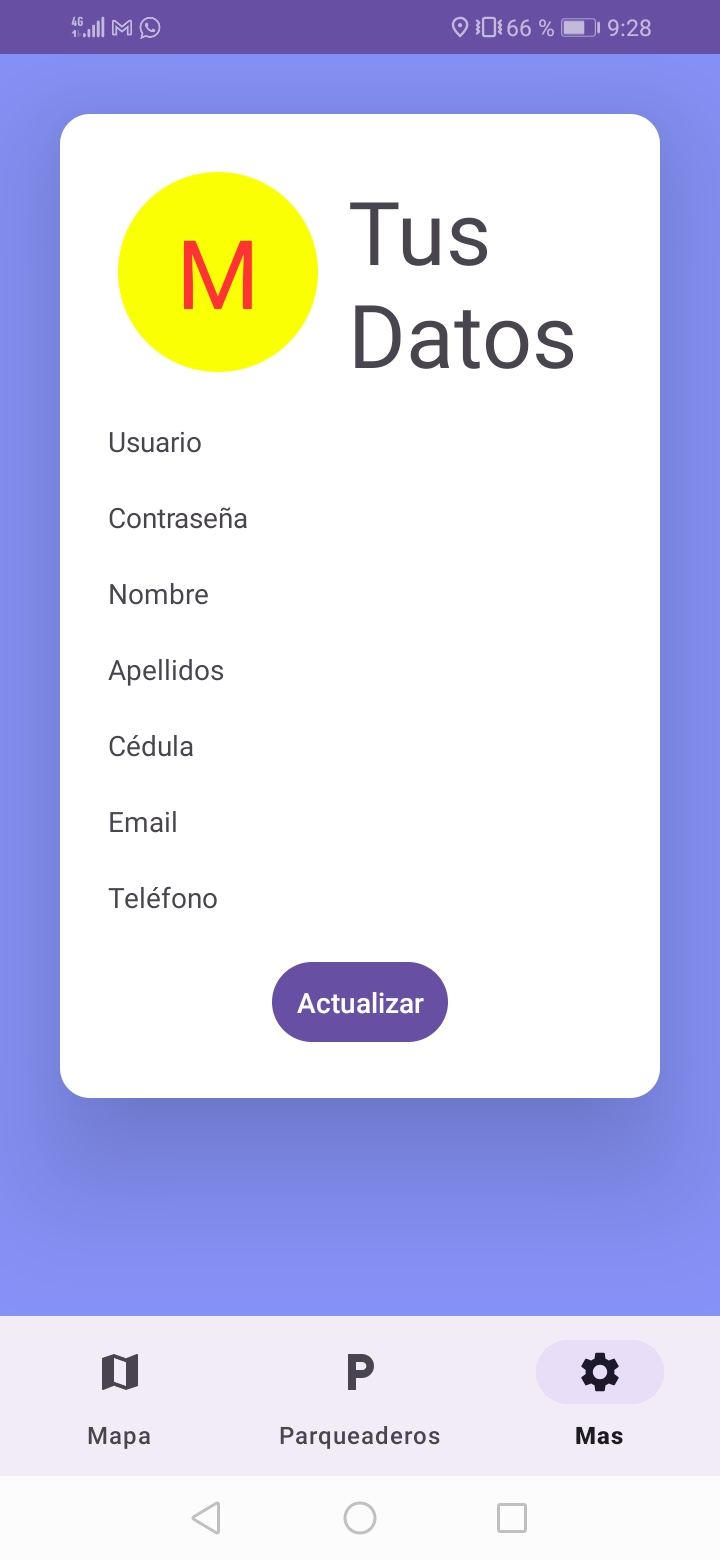 4G 66 % 9:28
M
Tus
Datos
Usuario
Contraseña
Nombre
Apellidos
Cédula
Email
Teléfono
Actualizar
P
Mapa Parqueaderos Mas